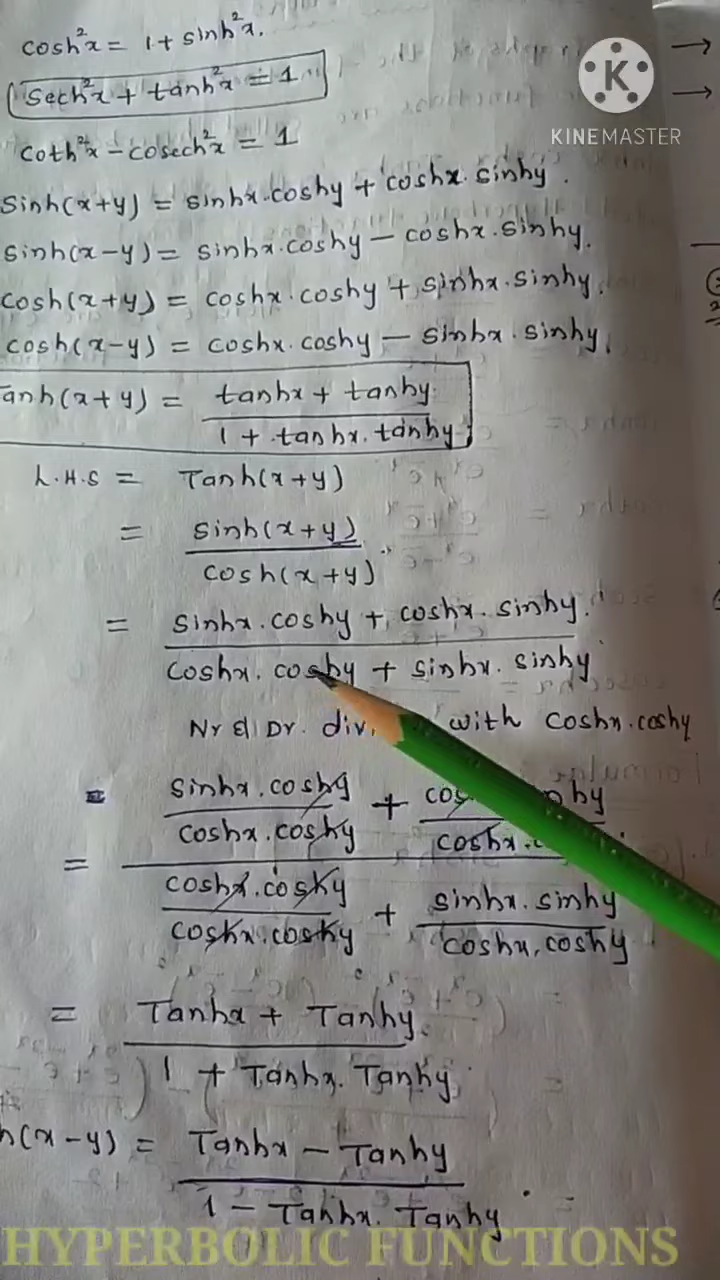 cosh²x = 1 + sinh²x.
K
KINEMASTER
sech²x + tanh²x = 1
coth²x - cosech²x = 1
sinh(x+y) = sinhx.coshy + coshx.sinhy.
sinh(x-y) = sinhx.coshy - coshx.sinhy.
cosh(x+y) = coshx.coshy + sinhx.sinhy.
cosh(x-y) = coshx.coshy - sinhx.sinhy.
anh(x+y) = tanhx + tanhy
1 + tanhx.tanhy
L.H.S = Tanh(x+y)
= sinh(x+y)
cosh(x+y)
= sinhx.coshy + coshx.sinhy.
coshx.coshy + sinhx.sinhy
Nr & Dr. div with coshx.coshy
= sinhx.coshy + hy
coshx.coshy coshx.
=
coshx.coshy + sinhx.sinhy
coshx.coshy coshx.coshy
= Tanhx + Tanhy
1 + Tanhx.Tanhy
h(x-y) = Tanhx - Tanhy
1 - Tanhx.Tanhy
HYPERBOLIC FUNCTIONS